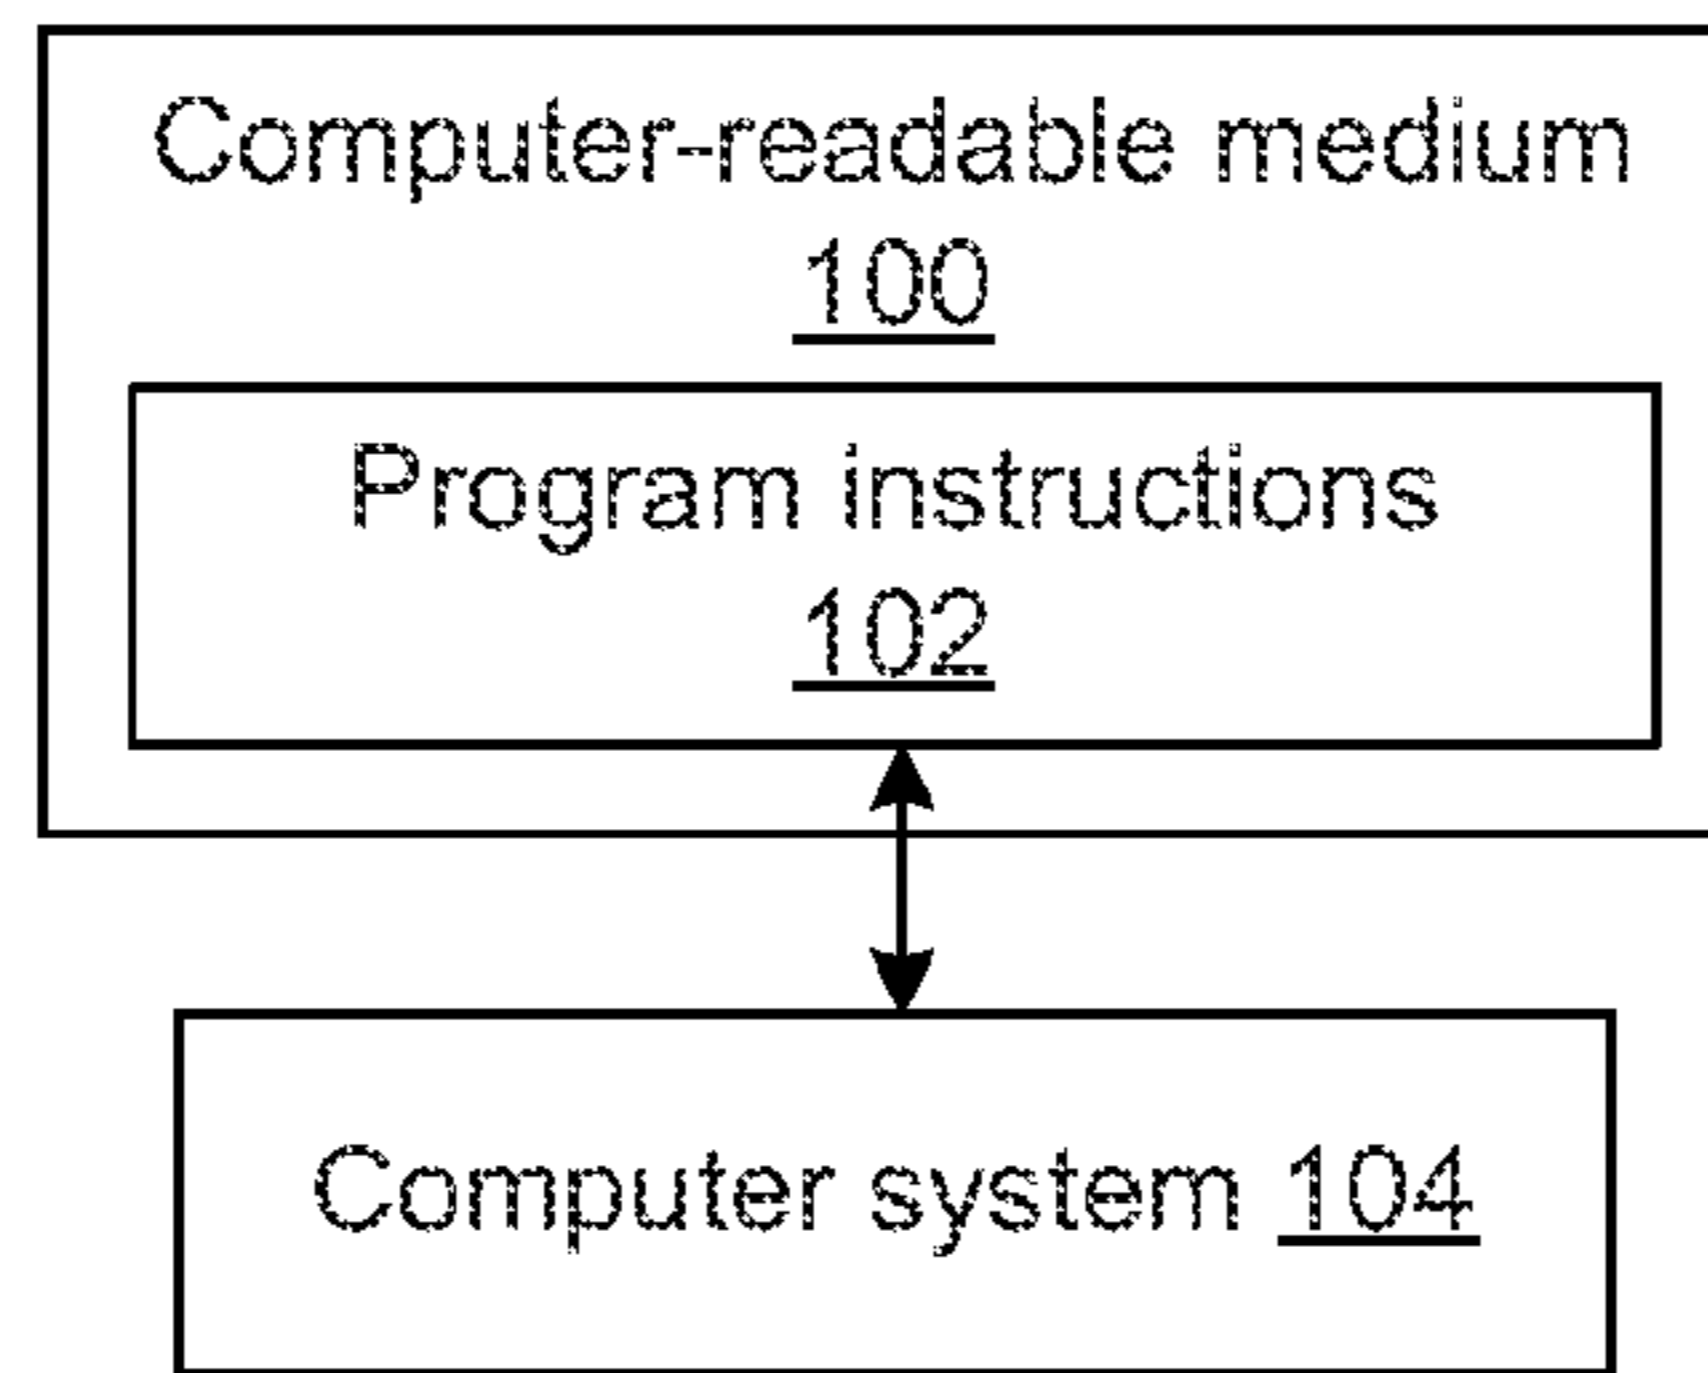 Computer-readable medium
100
Program instructions
102
Computer system 104